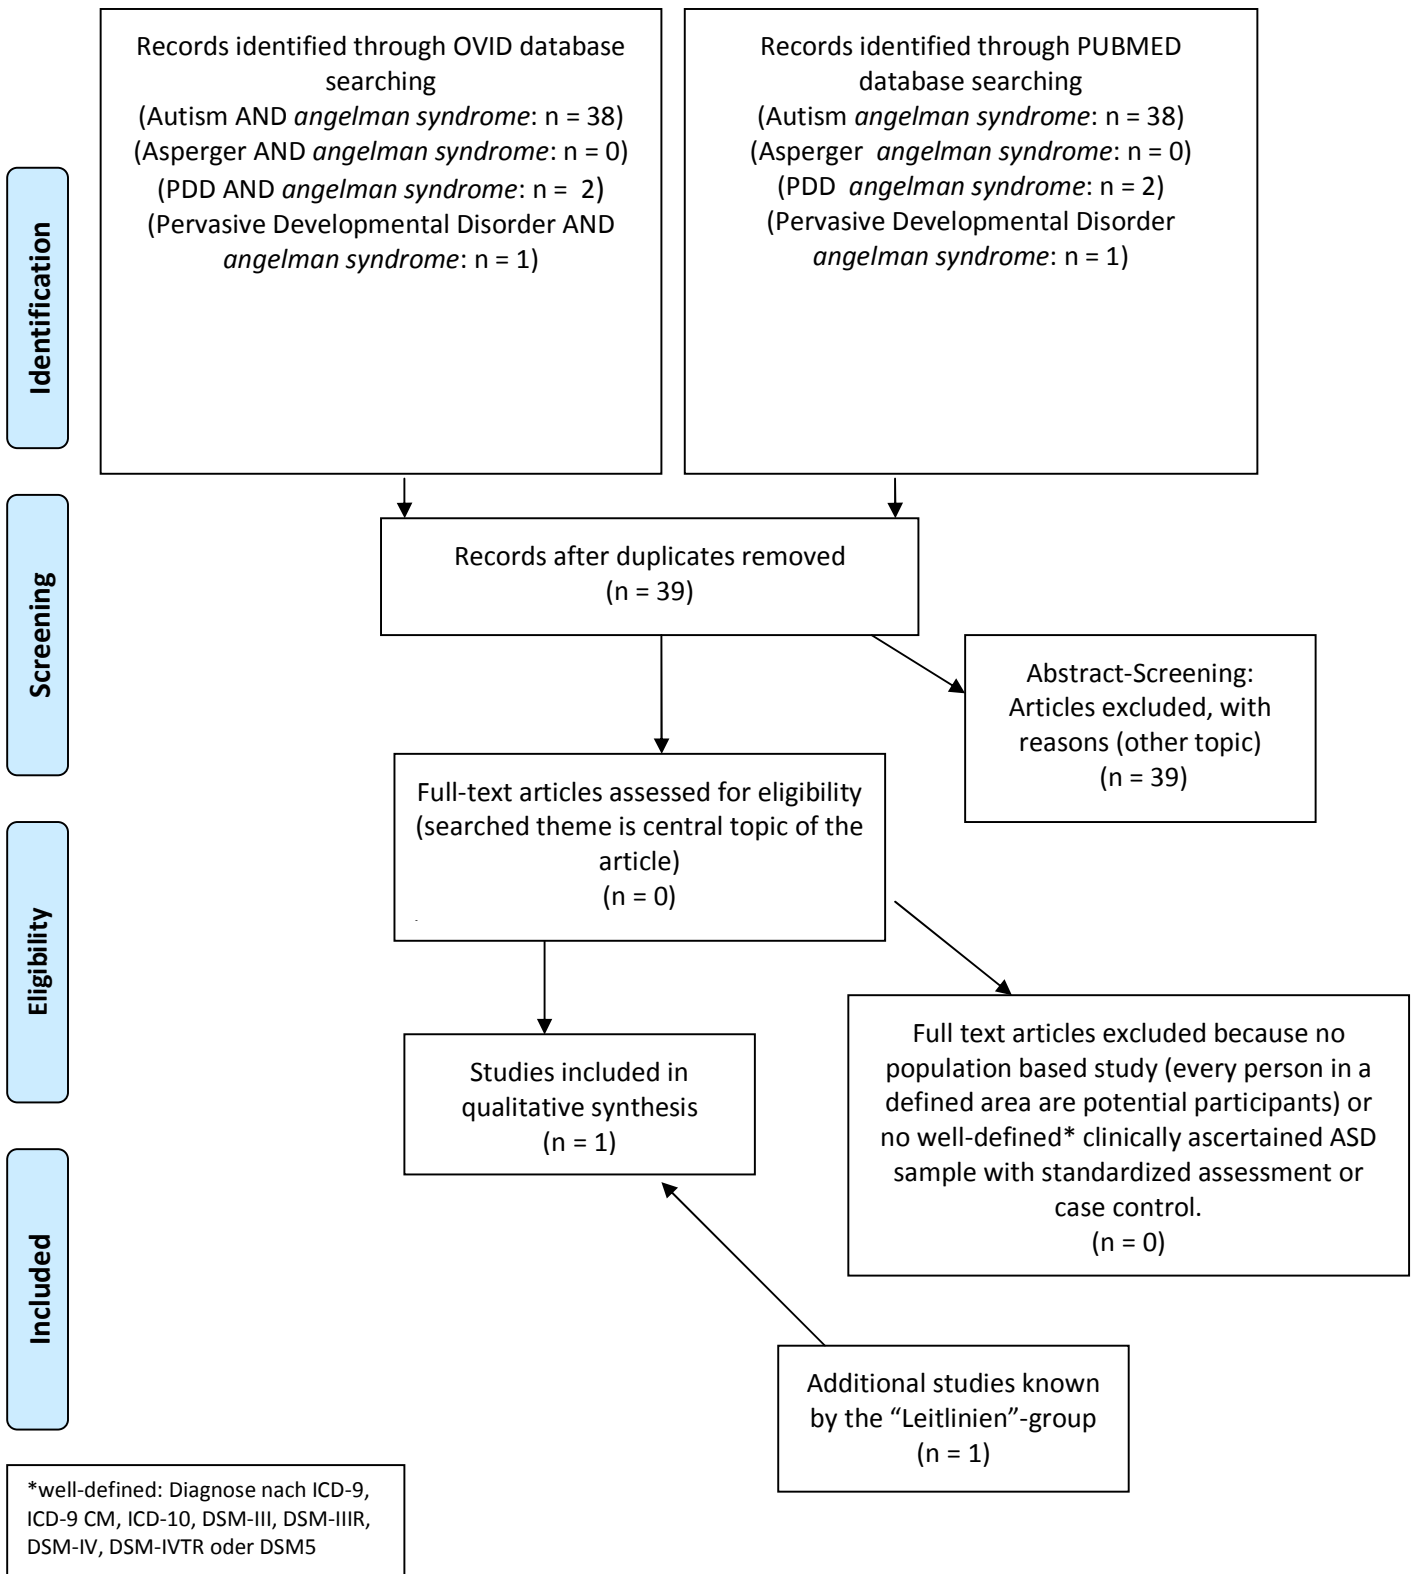 Records identified through OVID database
searching
(Autism AND angelman syndrome: n = 38)
(Asperger AND angelman syndrome: n = 0)
(PDD AND angelman syndrome: n =  2)
(Pervasive Developmental Disorder AND
angelman syndrome: n = 1)
Records identified through PUBMED
database searching
(Autism angelman syndrome: n = 38)
(Asperger  angelman syndrome: n = 0)
(PDD  angelman syndrome: n = 2)
(Pervasive Developmental Disorder
angelman syndrome: n = 1)
Identification
Screening
Records after duplicates removed
(n = 39)
Abstract-Screening:
Articles excluded, with
reasons (other topic)
(n = 39)
Full-text articles assessed for eligibility
(searched theme is central topic of the
article)
(n = 0)
Eligibility
Studies included in
qualitative synthesis
(n = 1)
Full text articles excluded because no
population based study (every person in a
defined area are potential participants) or
no well-defined* clinically ascertained ASD
sample with standardized assessment or
case control.
(n = 0)
Included
Additional studies known
by the “Leitlinien”-group
(n = 1)
*well-defined: Diagnose nach ICD-9,
ICD-9 CM, ICD-10, DSM-III, DSM-IIIR,
DSM-IV, DSM-IVTR oder DSM5